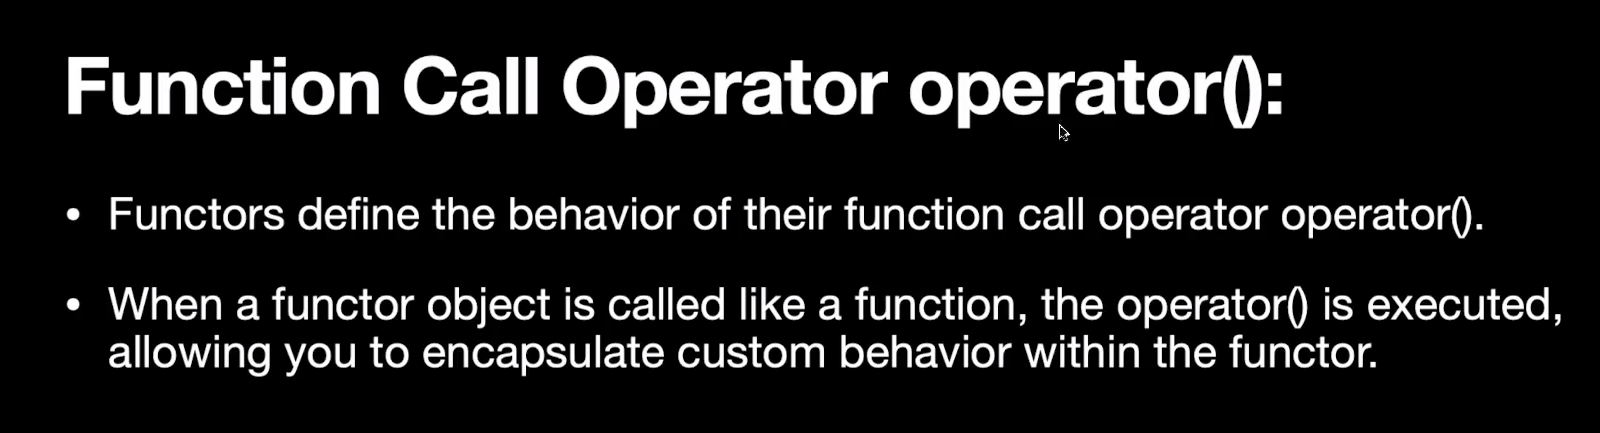 Function Call Operator operator():
• Functors define the behavior of their function call operator operator().
• When a functor object is called like a function, the operator() is executed,
allowing you to encapsulate custom behavior within the functor.